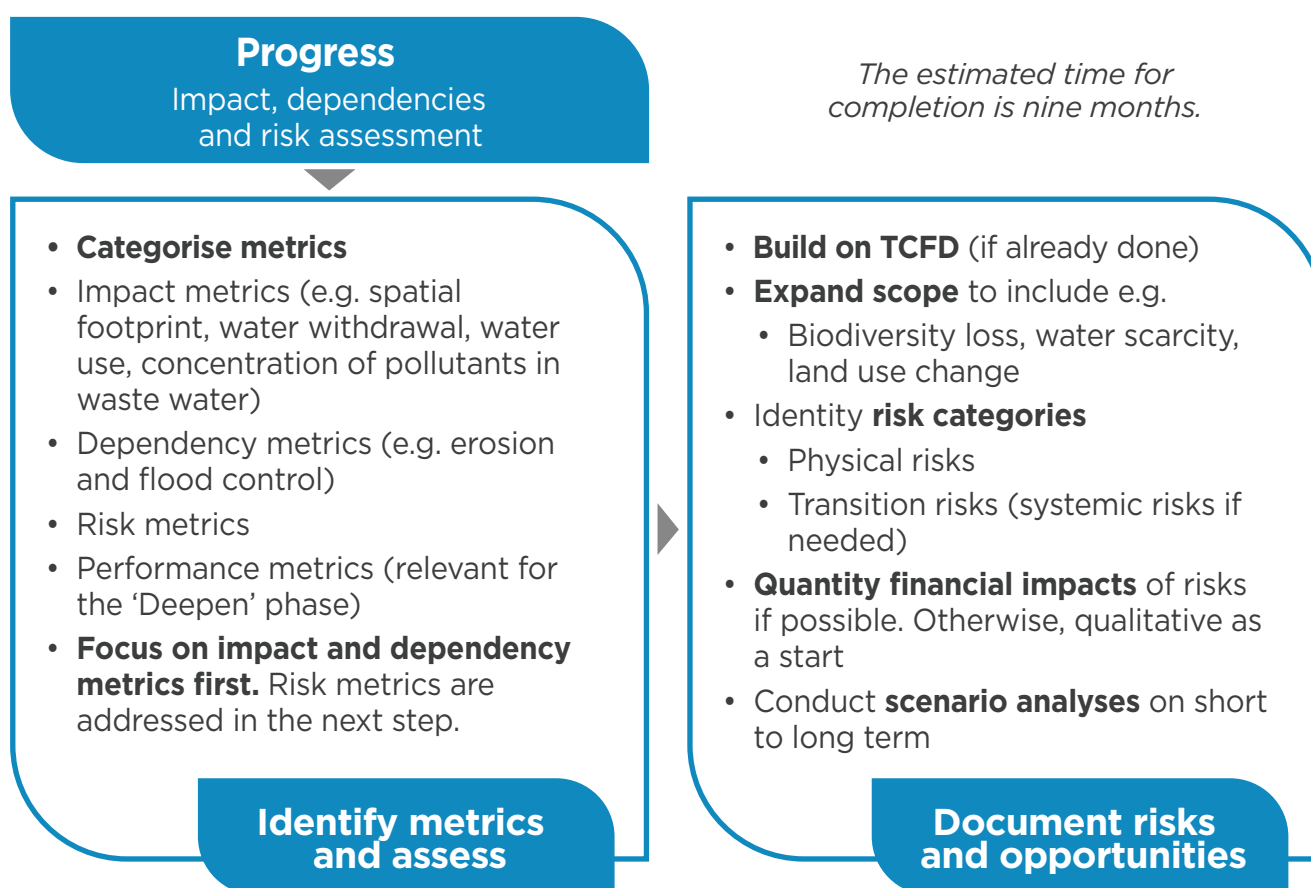 Progress
Impact, dependencies
and risk assessment
The estimated time for
completion is nine months.
• Categorise metrics
• Impact metrics (e.g. spatial
footprint, water withdrawal, water
use, concentration of pollutants in
waste water)
• Dependency metrics (e.g. erosion
and flood control)
• Risk metrics
• Performance metrics (relevant for
the ‘Deepen’ phase)
• Focus on impact and dependency
metrics first. Risk metrics are
addressed in the next step.
Identify metrics
and assess
• Build on TCFD (if already done)
• Expand scope to include e.g.
• Biodiversity loss, water scarcity,
land use change
• Identity risk categories
• Physical risks
• Transition risks (systemic risks if
needed)
• Quantity financial impacts of risks
if possible. Otherwise, qualitative as
a start
• Conduct scenario analyses on short
to long term
Document risks
and opportunities